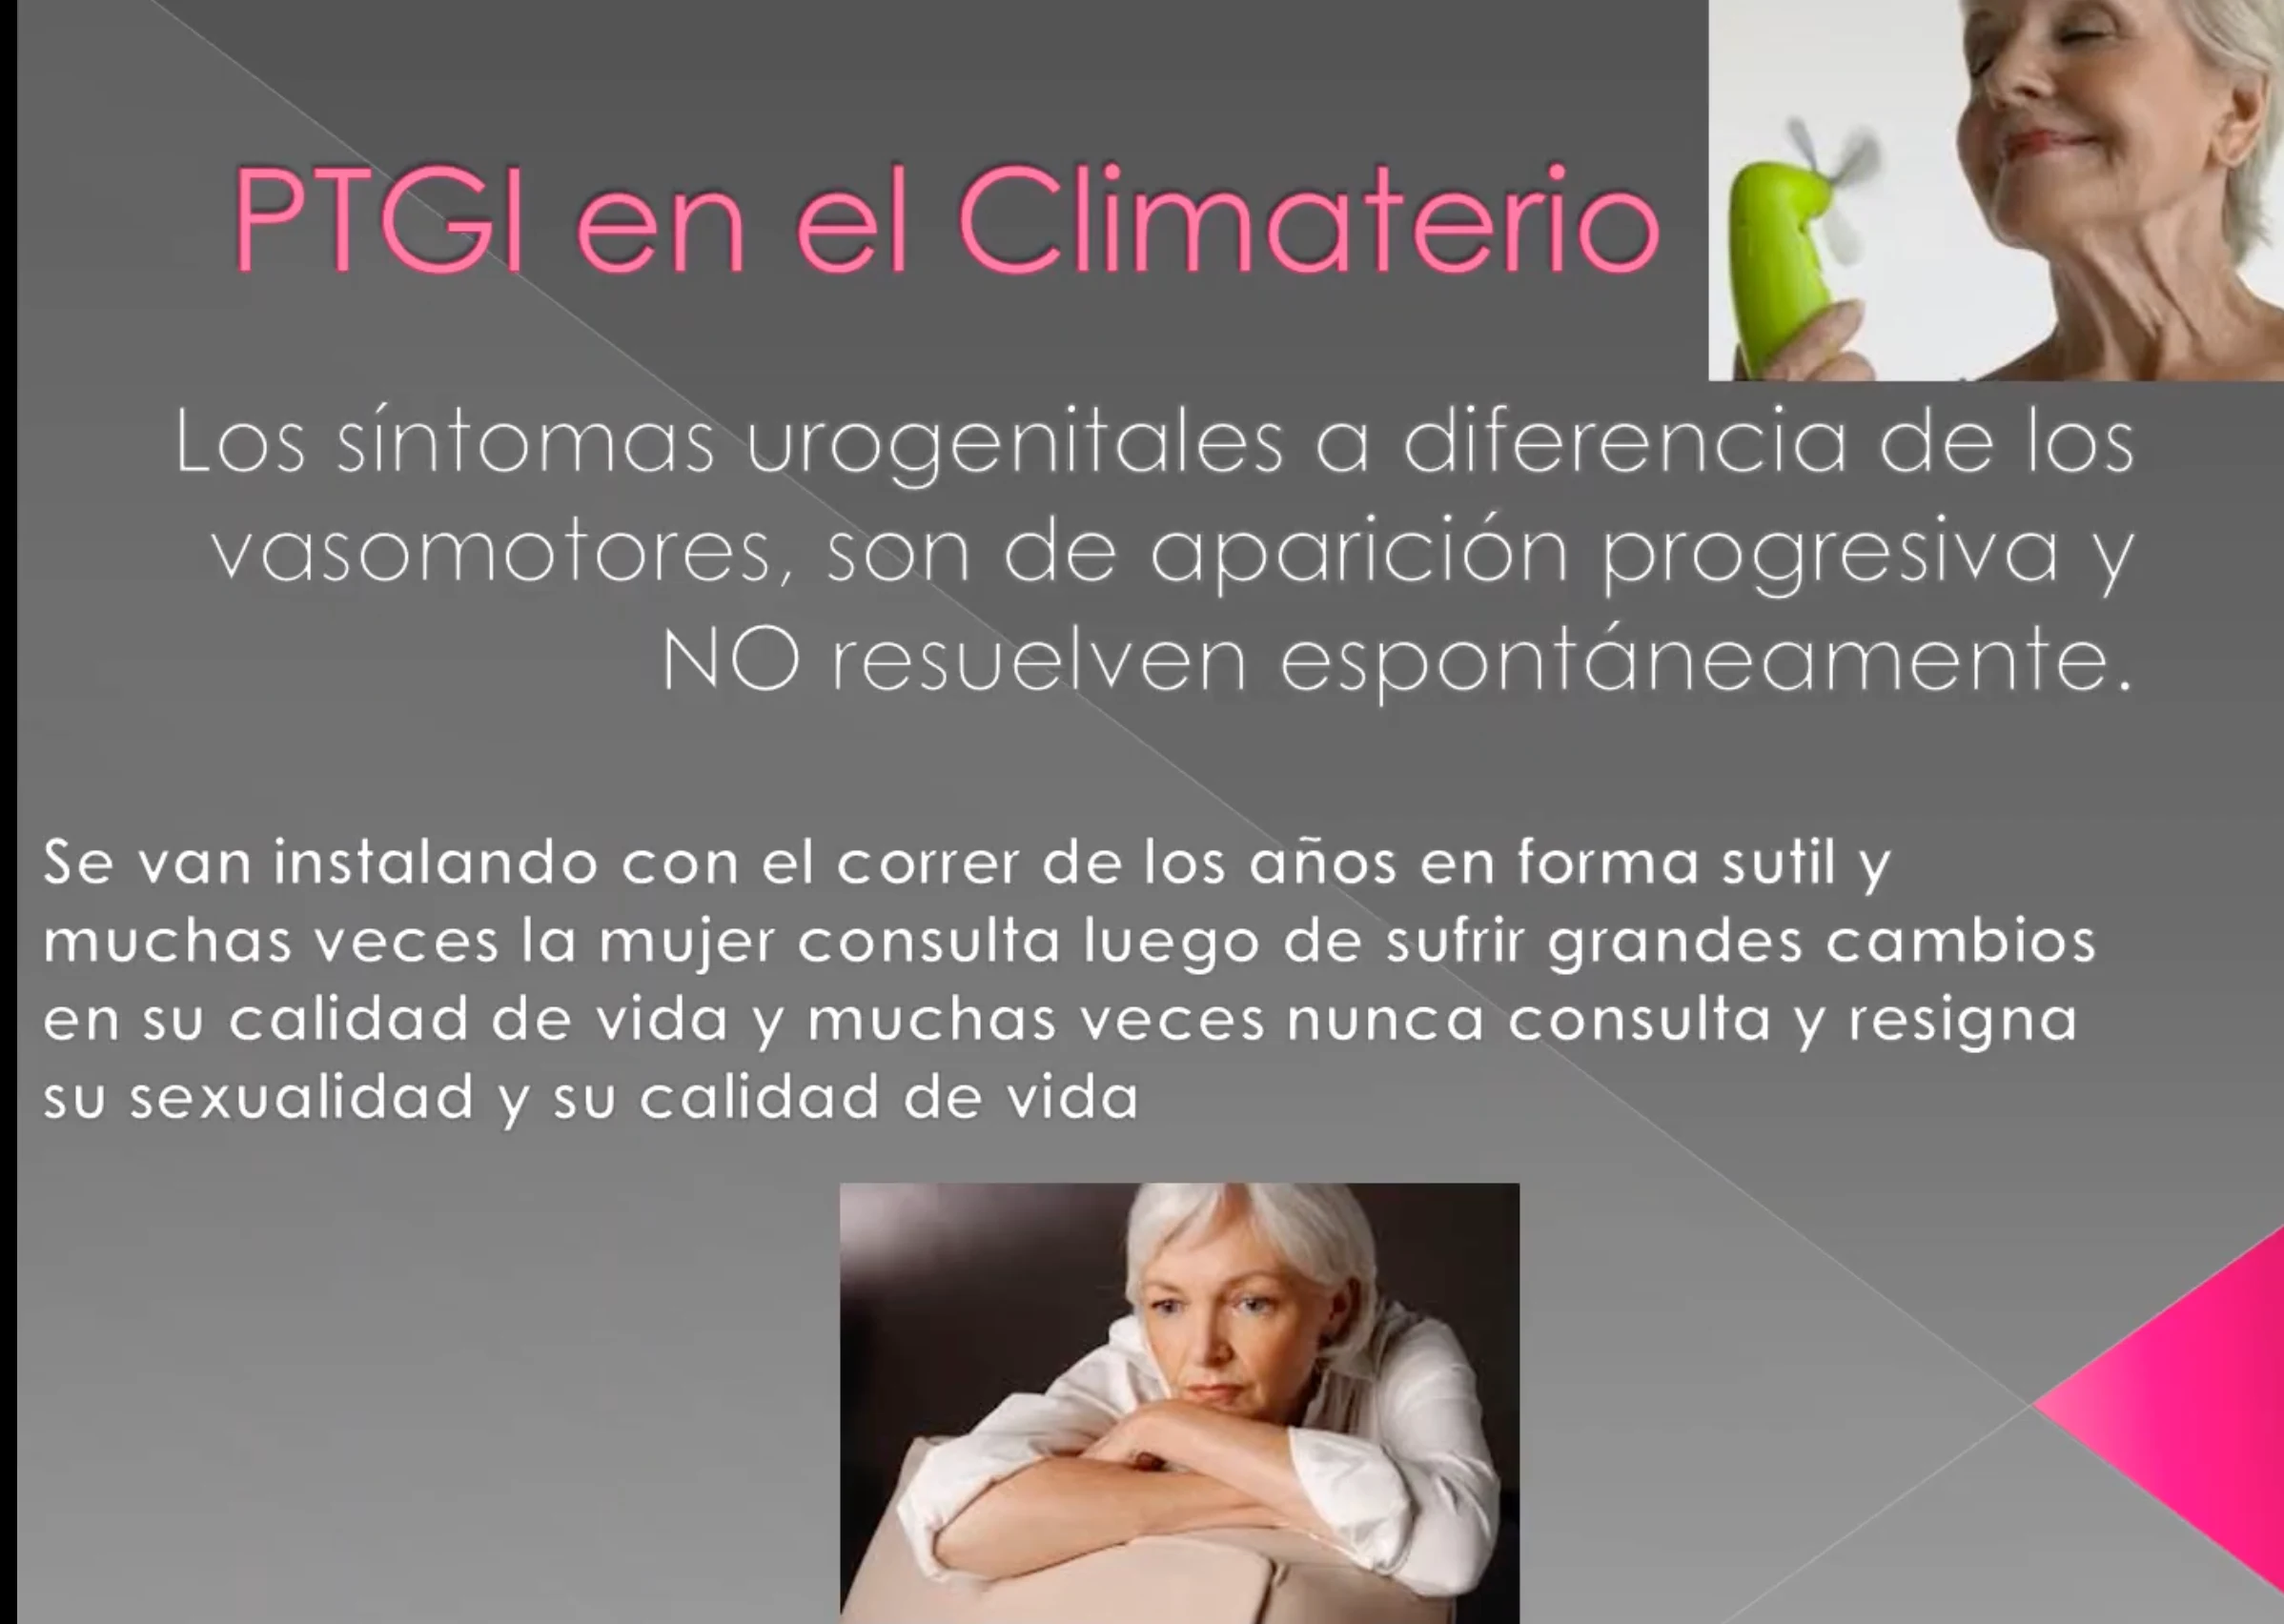 PTGI en el Climaterio
Los síntomas urogenitales a diferencia de los
vasomotores, son de aparición progresiva y
NO resuelven espontáneamente.
Se van instalando con el correr de los años en forma sutil y
muchas veces la mujer consulta luego de sufrir grandes cambios
en su calidad de vida y muchas veces nunca consulta y resigna
su sexualidad y su calidad de vida